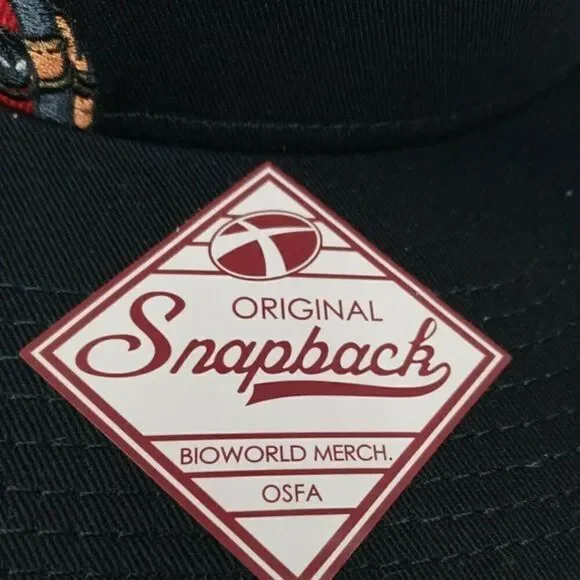 ORIGINAL
Snapback
BIOWORLD MERCH.
OSFA